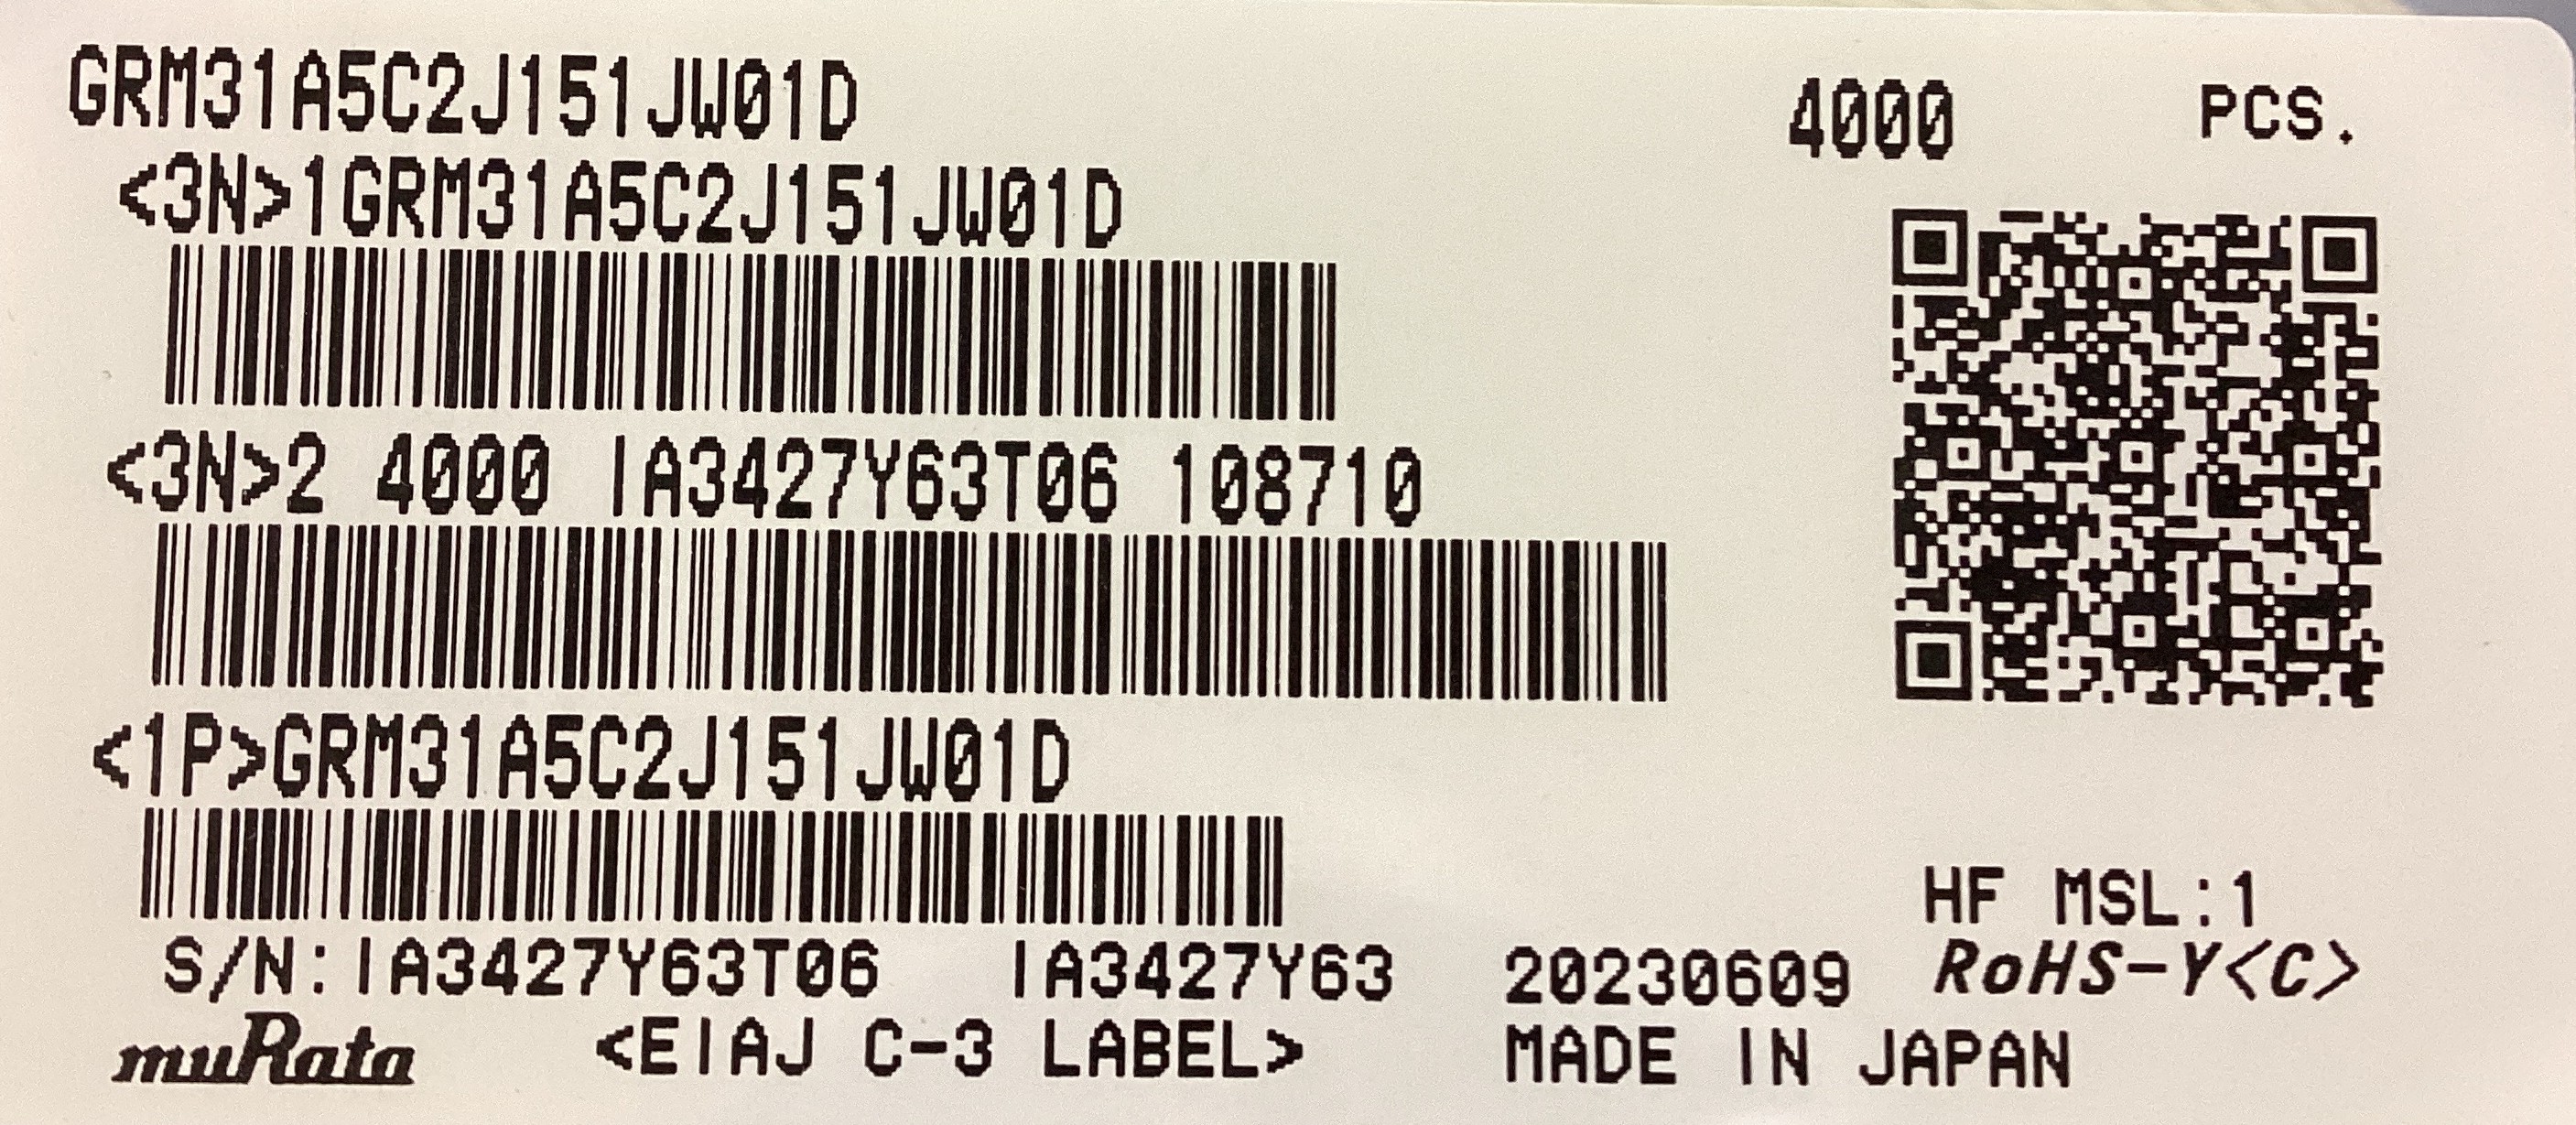 GRM31A5C2J151JW01D
4000 PCS.
<3N>1GRM31A5C2J151JW01D
<3N>2 4000 IA3427Y63T06 108710
<1P>GRM31A5C2J151JW01D
HF MSL:1
S/N:IA3427Y63T06 IA3427Y63 20230609 RoHS-Y<C>
muRata <EIAJ C-3 LABEL> MADE IN JAPAN